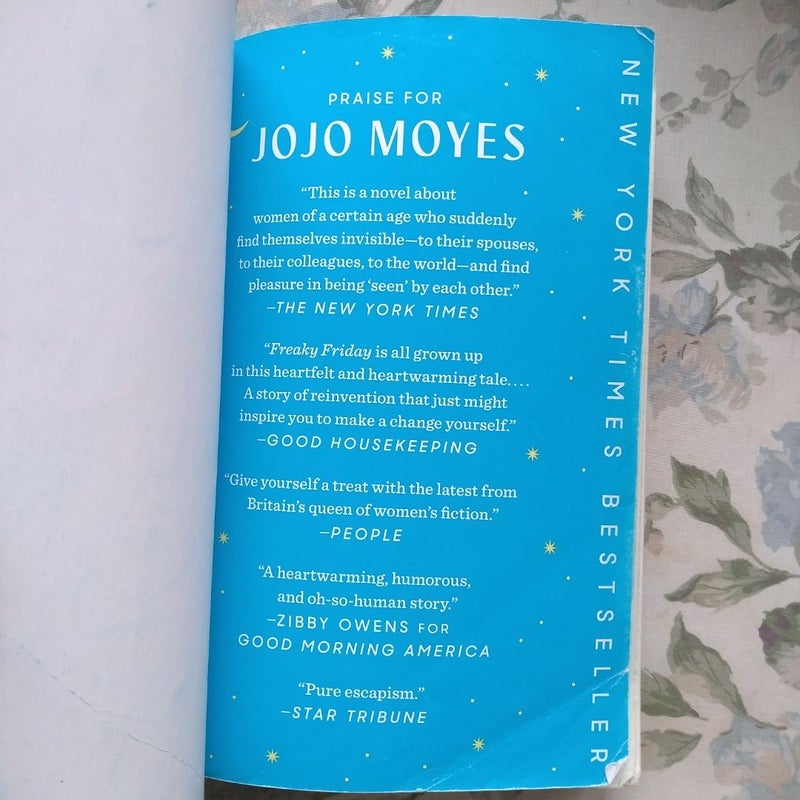 PRAISE FOR
JOJO MOYES
“This is a novel about
women of a certain age who suddenly
find themselves invisible—to their spouses,
to their colleagues, to the world—and find
pleasure in being ‘seen’ by each other.”
–THE NEW YORK TIMES
“Freaky Friday is all grown up
in this heartfelt and heartwarming tale....
A story of reinvention that just might
inspire you to make a change yourself.”
–GOOD HOUSEKEEPING
“Give yourself a treat with the latest from
Britain’s queen of women’s fiction.”
–PEOPLE
“A heartwarming, humorous,
and oh-so-human story.”
–ZIBBY OWENS FOR
GOOD MORNING AMERICA
“Pure escapism.”
–STAR TRIBUNE
NEW YORK TIMES BESTSELLER